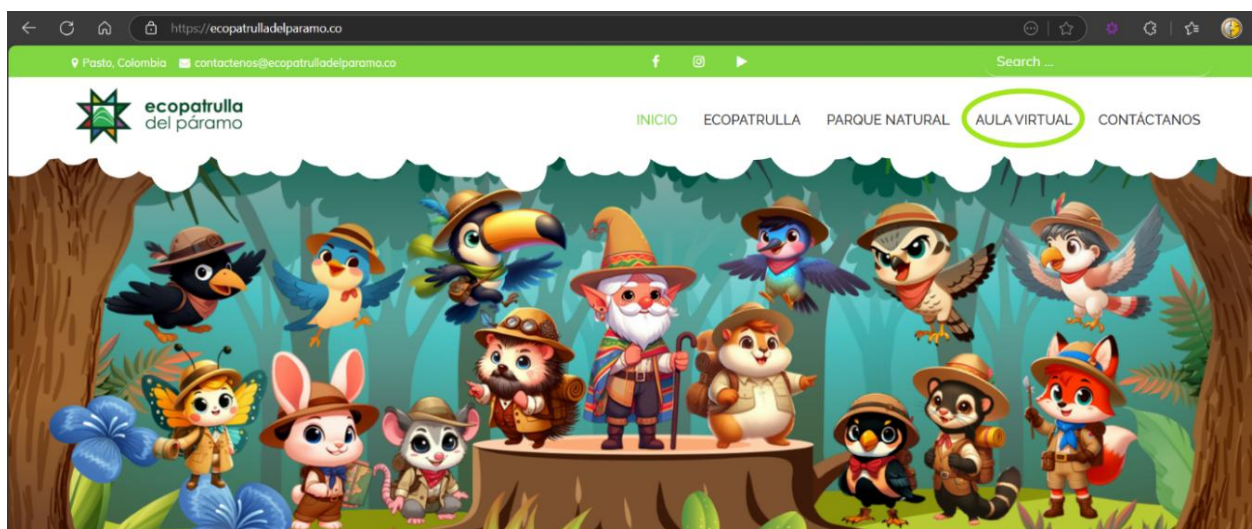 https://ecopatrulladelparamo.co
Pasto, Colombia contactenos@ecopatrulladelparamo.co Search ...
ecopatrulla
del páramo
INICIO ECOPATRULLA PARQUE NATURAL AULA VIRTUAL CONTÁCTANOS